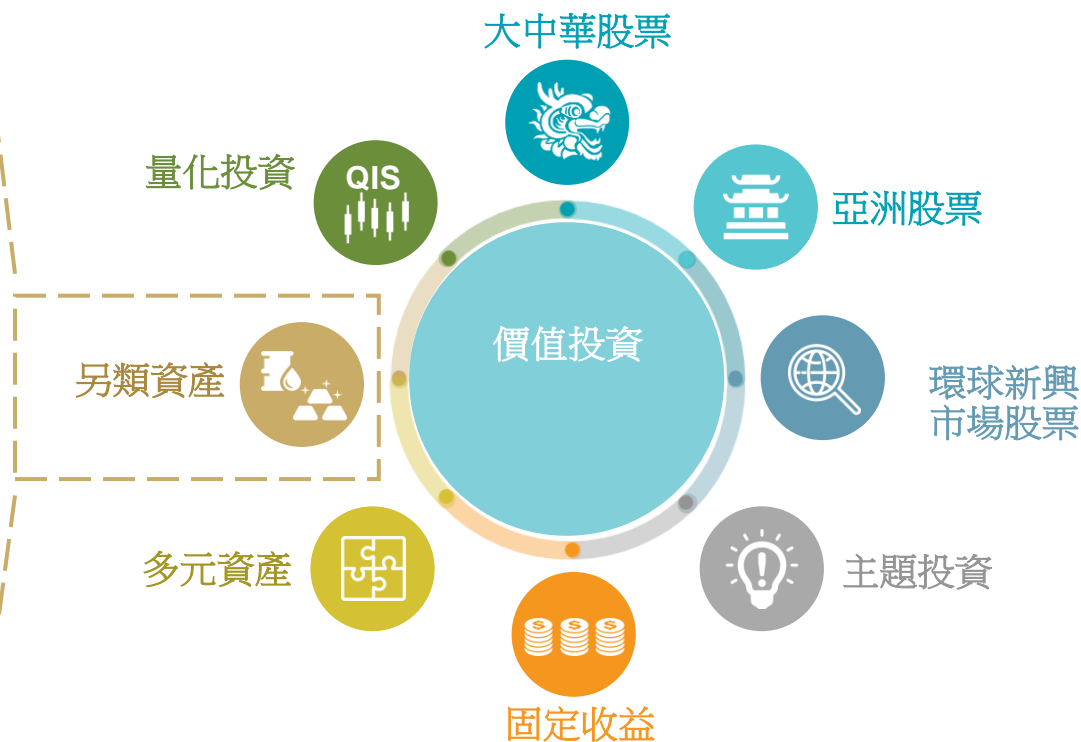 大中華股票
量化投資
QIS
亞洲股票
價值投資
另類資產
環球新興
市場股票
多元資產
主題投資
$ $ $
固定收益